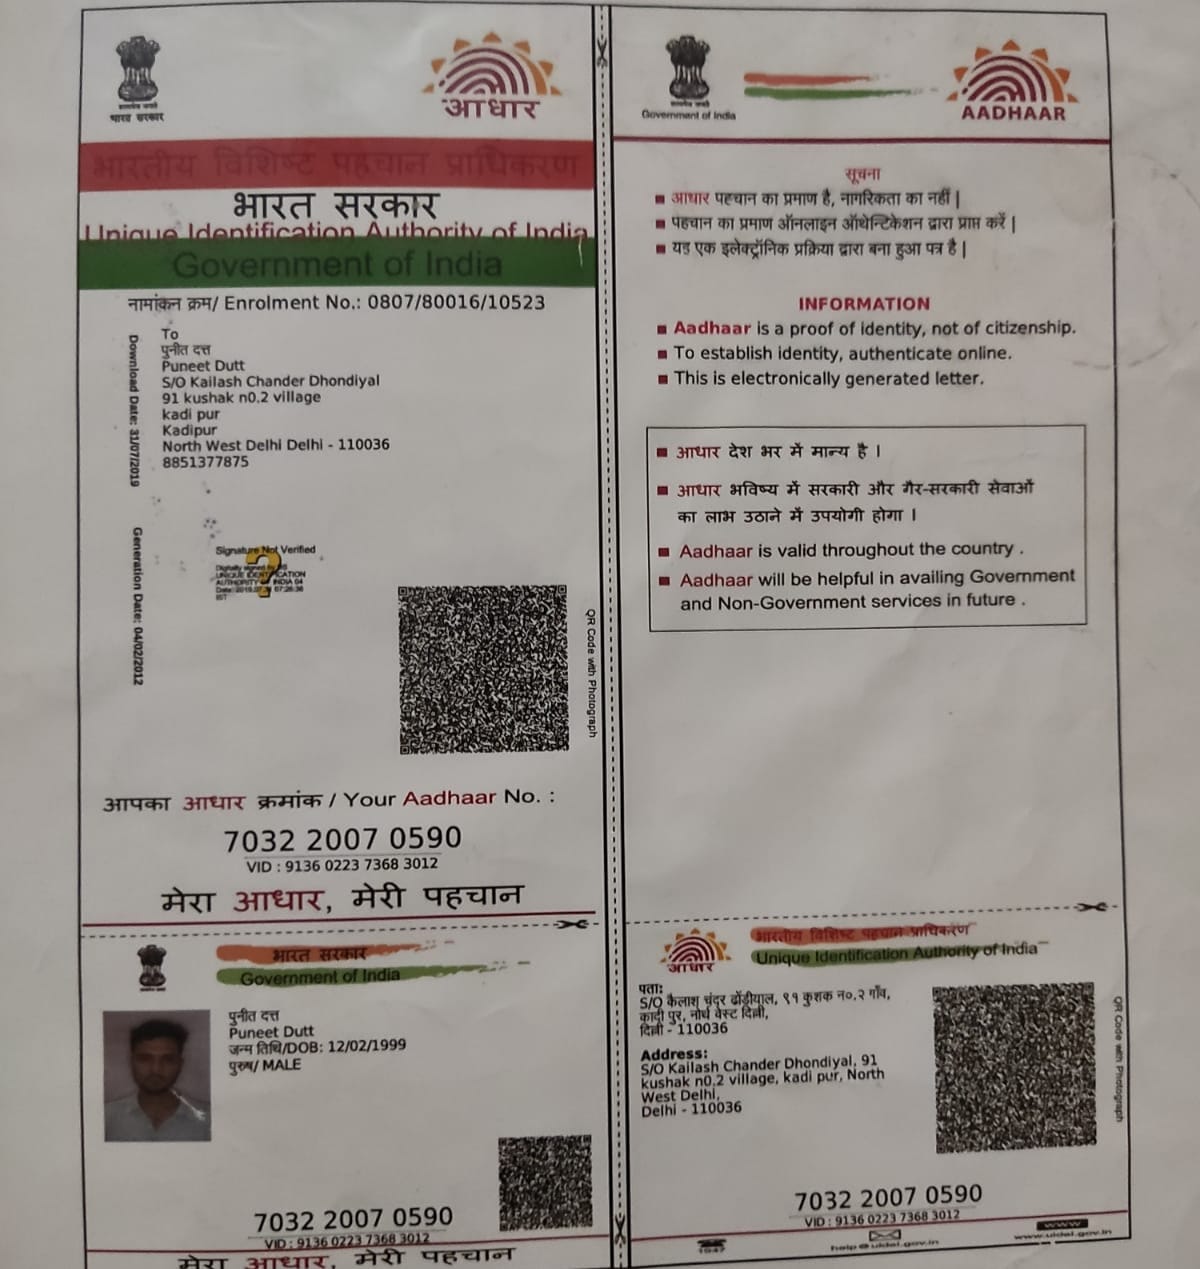 भारत सरकार
आधार
भारतीय विशिष्ट पहचान प्राधिकरण
भारत सरकार
Unique Identification Authority of India
Government of India
नामांकन क्रम/ Enrolment No.: 0807/80016/10523
To
पुनीत दत्त
Puneet Dutt
S/O Kailash Chander Dhondiyal
91 kushak n0.2 village
kadi pur
Kadipur
North West Delhi Delhi - 110036
8851377875
Download Date: 31/07/2019
Generation Date: 04/02/2012
Signature Not Verified
Digitally signed by
UNIQUE IDENTIFICATION
AUTHORITY OF INDIA 04
IST
QR Code with Photograph
आपका आधार क्रमांक / Your Aadhaar No. :
7032 2007 0590
VID : 9136 0223 7368 3012
मेरा आधार, मेरी पहचान
भारत सरकार
Government of India
पुनीत दत्त
Puneet Dutt
जन्म तिथि/DOB: 12/02/1999
पुरुष/ MALE
7032 2007 0590
VID : 9136 0223 7368 3012
मेरा आधार, मेरी पहचान
Government of India
AADHAAR
सूचना
आधार पहचान का प्रमाण है, नागरिकता का नहीं |
पहचान का प्रमाण ऑनलाइन ऑथेन्टिकेशन द्वारा प्राप्त करें |
यह एक इलेक्ट्रॉनिक प्रक्रिया द्वारा बना हुआ पत्र है |
INFORMATION
Aadhaar is a proof of identity, not of citizenship.
To establish identity, authenticate online.
This is electronically generated letter.
आधार देश भर में मान्य है ।
आधार भविष्य में सरकारी और गैर-सरकारी सेवाओं
का लाभ उठाने में उपयोगी होगा ।
Aadhaar is valid throughout the country .
Aadhaar will be helpful in availing Government
and Non-Government services in future .
आधार
भारतीय विशिष्ट पहचान प्राधिकरण
Unique Identification Authority of India
पता:
S/O कैलाश चंदर ढोंडीयाल, ९१ कुशक न०.२ गाँव,
कादी पुर, नोर्थ वेस्ट दिल्ली,
दिल्ली - 110036
Address:
S/O Kailash Chander Dhondiyal, 91
kushak n0.2 village, kadi pur, North
West Delhi,
Delhi - 110036
QR Code with Photograph
7032 2007 0590
VID : 9136 0223 7368 3012
1947
help@uidai.gov.in
www
www.uidai.gov.in